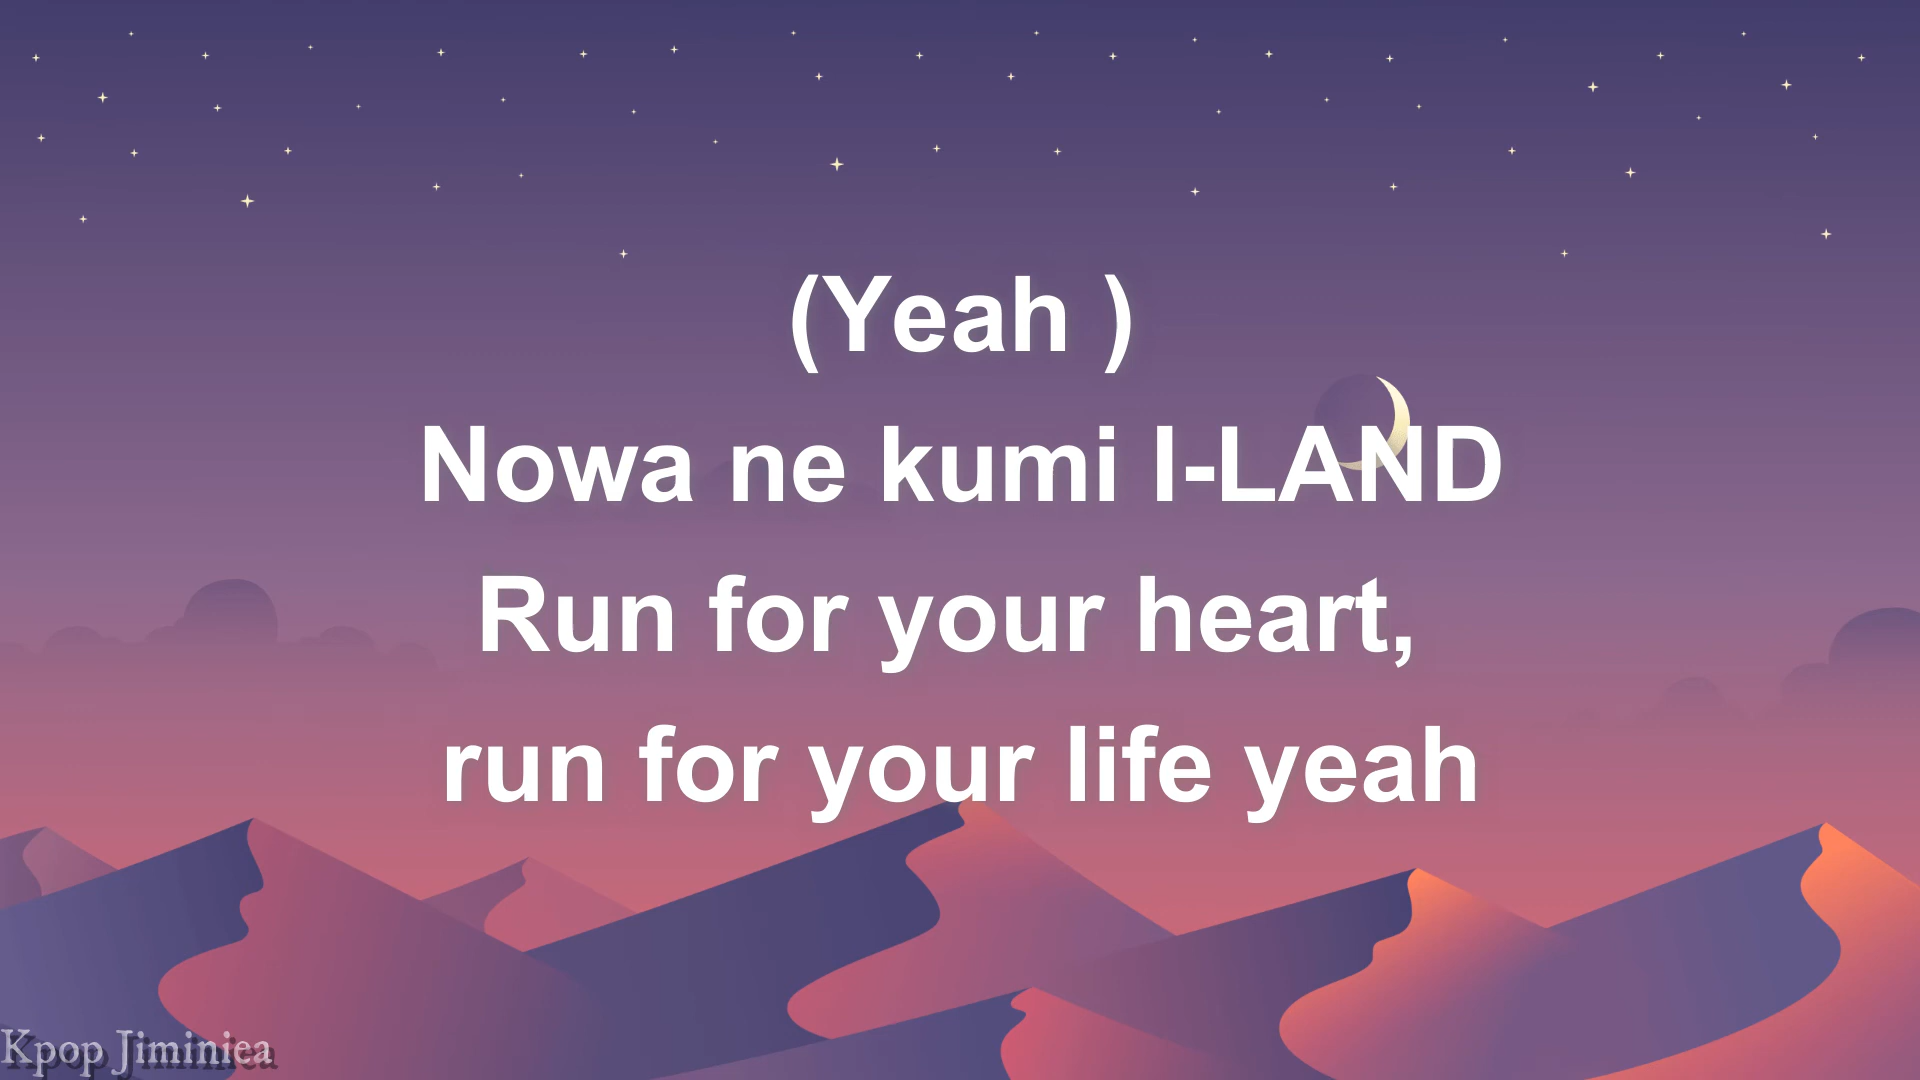 (Yeah )
Nowa ne kumi I-LAND
Run for your heart,
run for your life yeah
Kpop Jiminiea